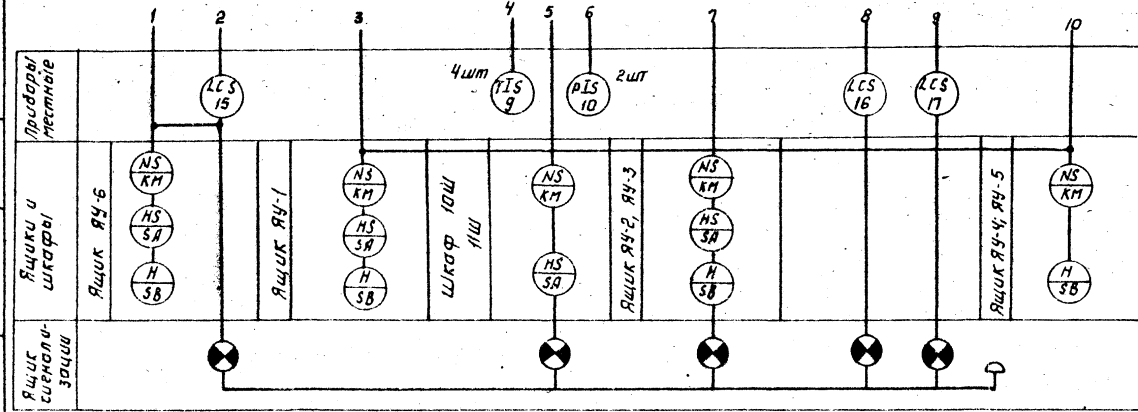 1 2 3 4 5 6 7 8 9 10
Приборы
местные
LCS
15
4шт
TIS
9
PIS
10
2шт
LCS
16
LCS
17
Ящики и
шкафы
Ящик ЯУ-6
NS
KM
HS
SA
H
SB
Ящик ЯУ-1
NS
KM
HS
SA
H
SB
Шкаф 10Ш
11Ш
NS
KM
HS
SA
Ящик ЯУ-2, ЯУ-3
NS
KM
HS
SA
H
SB
Ящик ЯУ-4; ЯУ-5
NS
KM
H
SB
Ящик
сигнали-
зации